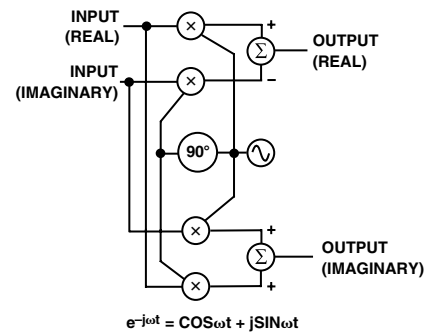 INPUT
(REAL)
×
+
Σ
OUTPUT
(REAL)
INPUT
(IMAGINARY)
×
–
90°
×
+
Σ
OUTPUT
(IMAGINARY)
×
+
e–jωt = COSωt + jSINωt